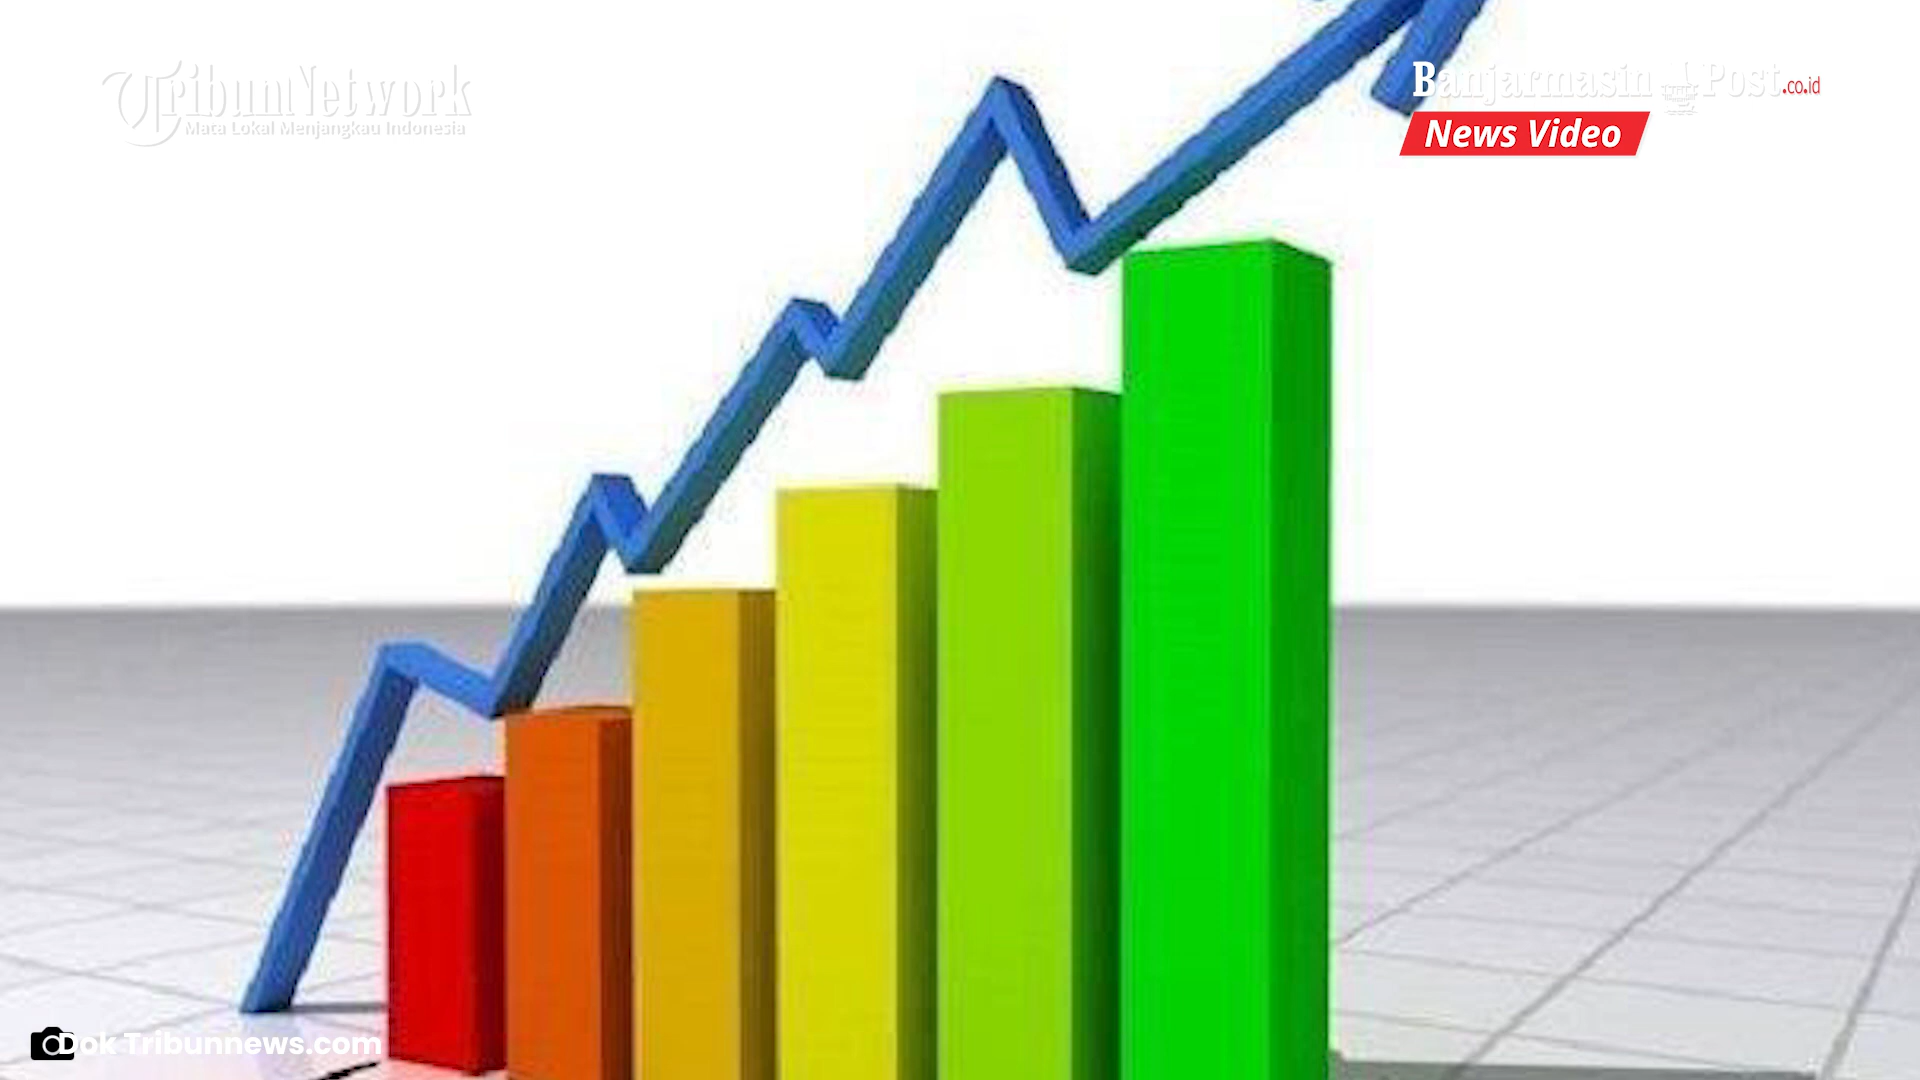 TribunNetwork
Mata Lokal Menjangkau Indonesia
Banjarmasin Post.co.id
News Video
Dok Tribunnews.com